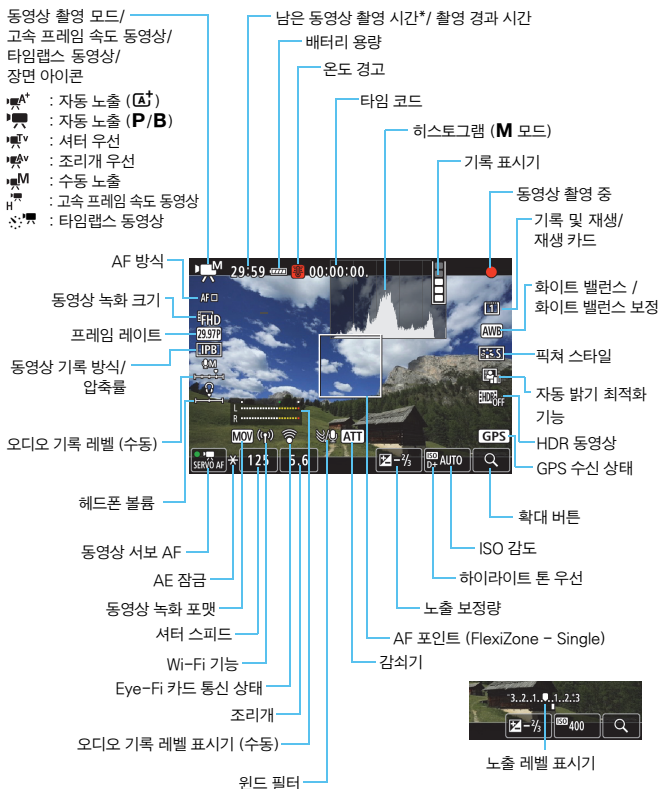 동영상 촬영 모드/
고속 프레임 속도 동영상/
타임랩스 동영상/
장면 아이콘
A⁺ : 자동 노출 (A⁺)
: 자동 노출 (P/B)
Tv : 셔터 우선
Av : 조리개 우선
M : 수동 노출
H : 고속 프레임 속도 동영상
: 타임랩스 동영상
남은 동영상 촬영 시간*/ 촬영 경과 시간
배터리 용량
온도 경고
타임 코드
히스토그램 (M 모드)
기록 표시기
동영상 촬영 중
기록 및 재생/
재생 카드
화이트 밸런스 /
화이트 밸런스 보정
픽쳐 스타일
자동 밝기 최적화
기능
HDR 동영상
GPS 수신 상태
AF 방식
동영상 녹화 크기
프레임 레이트
동영상 기록 방식/
압축률
오디오 기록 레벨 (수동)
헤드폰 볼륨
M 29:59 00:00:00.
AF
FHD
29.97P
IPB
M
L
R
MOV ATT
1
AWB
S
HDR OFF
GPS
SERVO AF 125 5.6 -2/3 ISO D+ AUTO
확대 버튼
ISO 감도
하이라이트 톤 우선
노출 보정량
AF 포인트 (FlexiZone - Single)
감쇠기
동영상 서보 AF
AE 잠금
동영상 녹화 포맷
셔터 스피드
Wi-Fi 기능
Eye-Fi 카드 통신 상태
조리개
오디오 기록 레벨 표시기 (수동)
윈드 필터
⁻3..2..1..0..1..2.:3
-2/3 ISO 400
노출 레벨 표시기